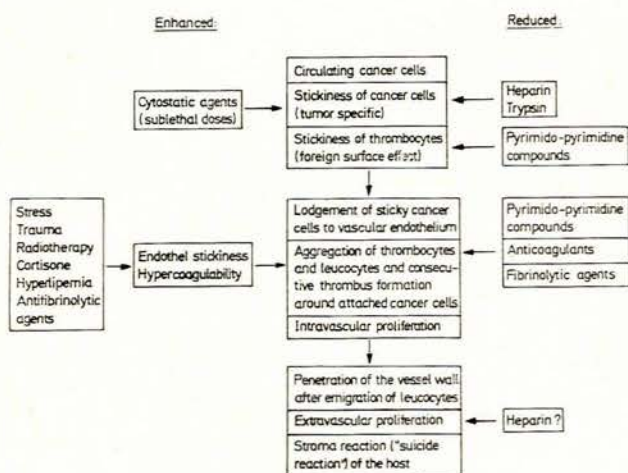 Enhanced:
Reduced:
Circulating cancer cells
Stickiness of cancer cells
(tumor specific)
Stickiness of thrombocytes
(foreign surface effect)
Cytostatic agents
(sublethal doses)
Heparin
Trypsin
Pyrimido-pyrimidine
compounds
Stress
Trauma
Radiotherapy
Cortisone
Hyperlipemia
Antifibrinolytic
agents
Endothel stickiness
Hypercoagulability
Lodgement of sticky cancer
cells to vascular endothelium
Aggregation of thrombocytes
and leucocytes and consecu-
tive thrombus formation
around attached cancer cells
Intravascular proliferation
Pyrimido-pyrimidine
compounds
Anticoagulants
Fibrinolytic agents
Penetration of the vessel wall
after emigration of leucocytes
Extravascular proliferation
Stroma reaction ("suicide
reaction") of the host
Heparin ?